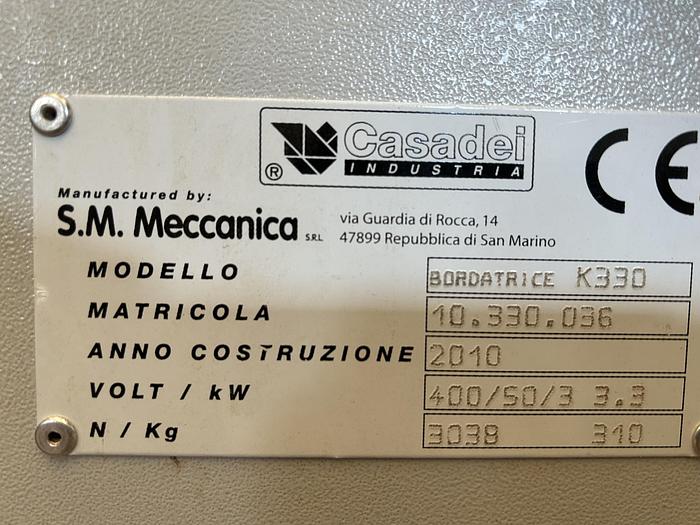 Casadei
® INDUSTRIA
CE
Manufactured by:
S.M. Meccanica SRL
via Guardia di Rocca, 14
47899 Repubblica di San Marino
MODELLO BORDATRICE K330
MATRICOLA 10.330.036
ANNO COSTRUZIONE 2010
VOLT / kW 400/50/3 3.3
N / Kg 3038 310